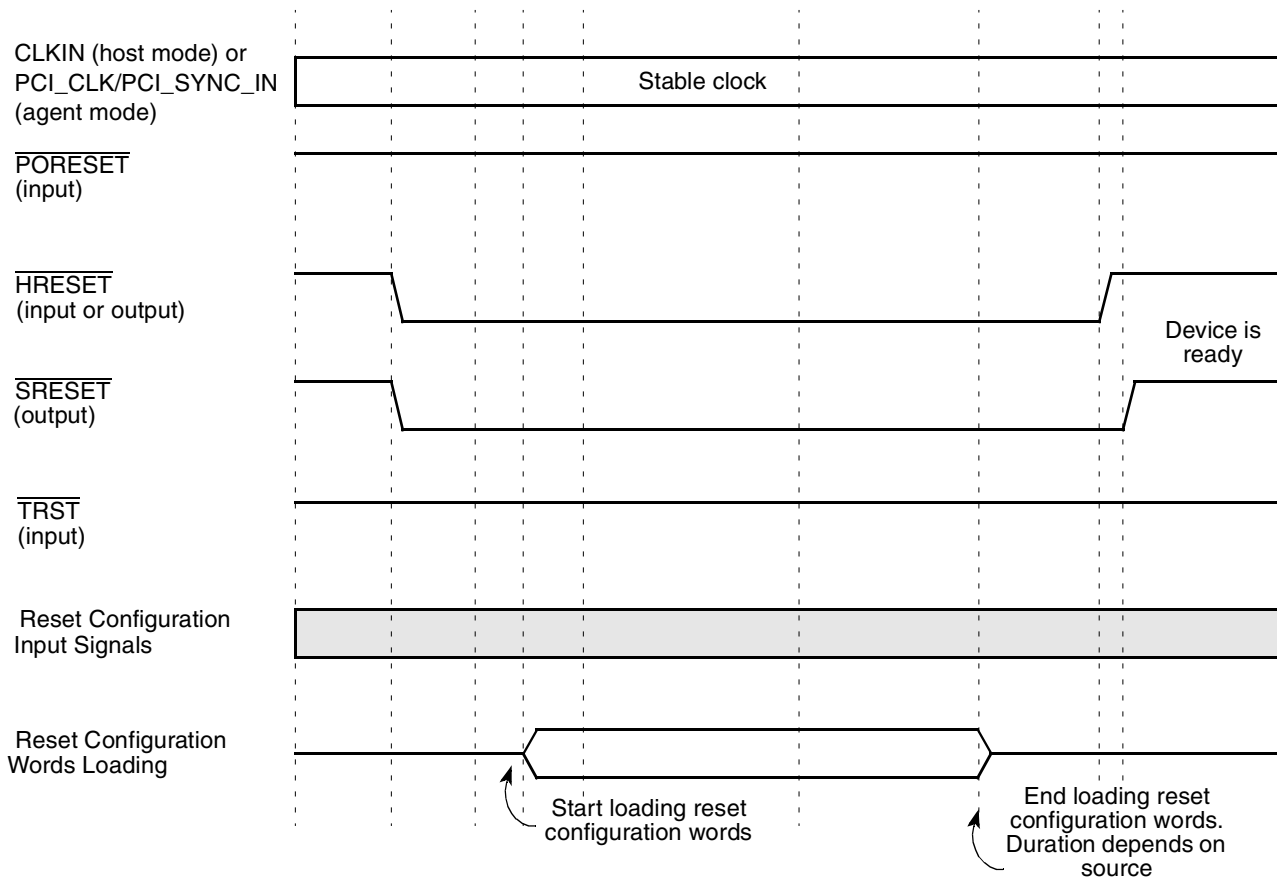 CLKIN (host mode) or
PCI_CLK/PCI_SYNC_IN
(agent mode)
Stable clock
PORESET
(input)
HRESET
(input or output)
Device is
ready
SRESET
(output)
TRST
(input)
Reset Configuration
Input Signals
Reset Configuration
Words Loading
Start loading reset
configuration words
End loading reset
configuration words.
Duration depends on
source